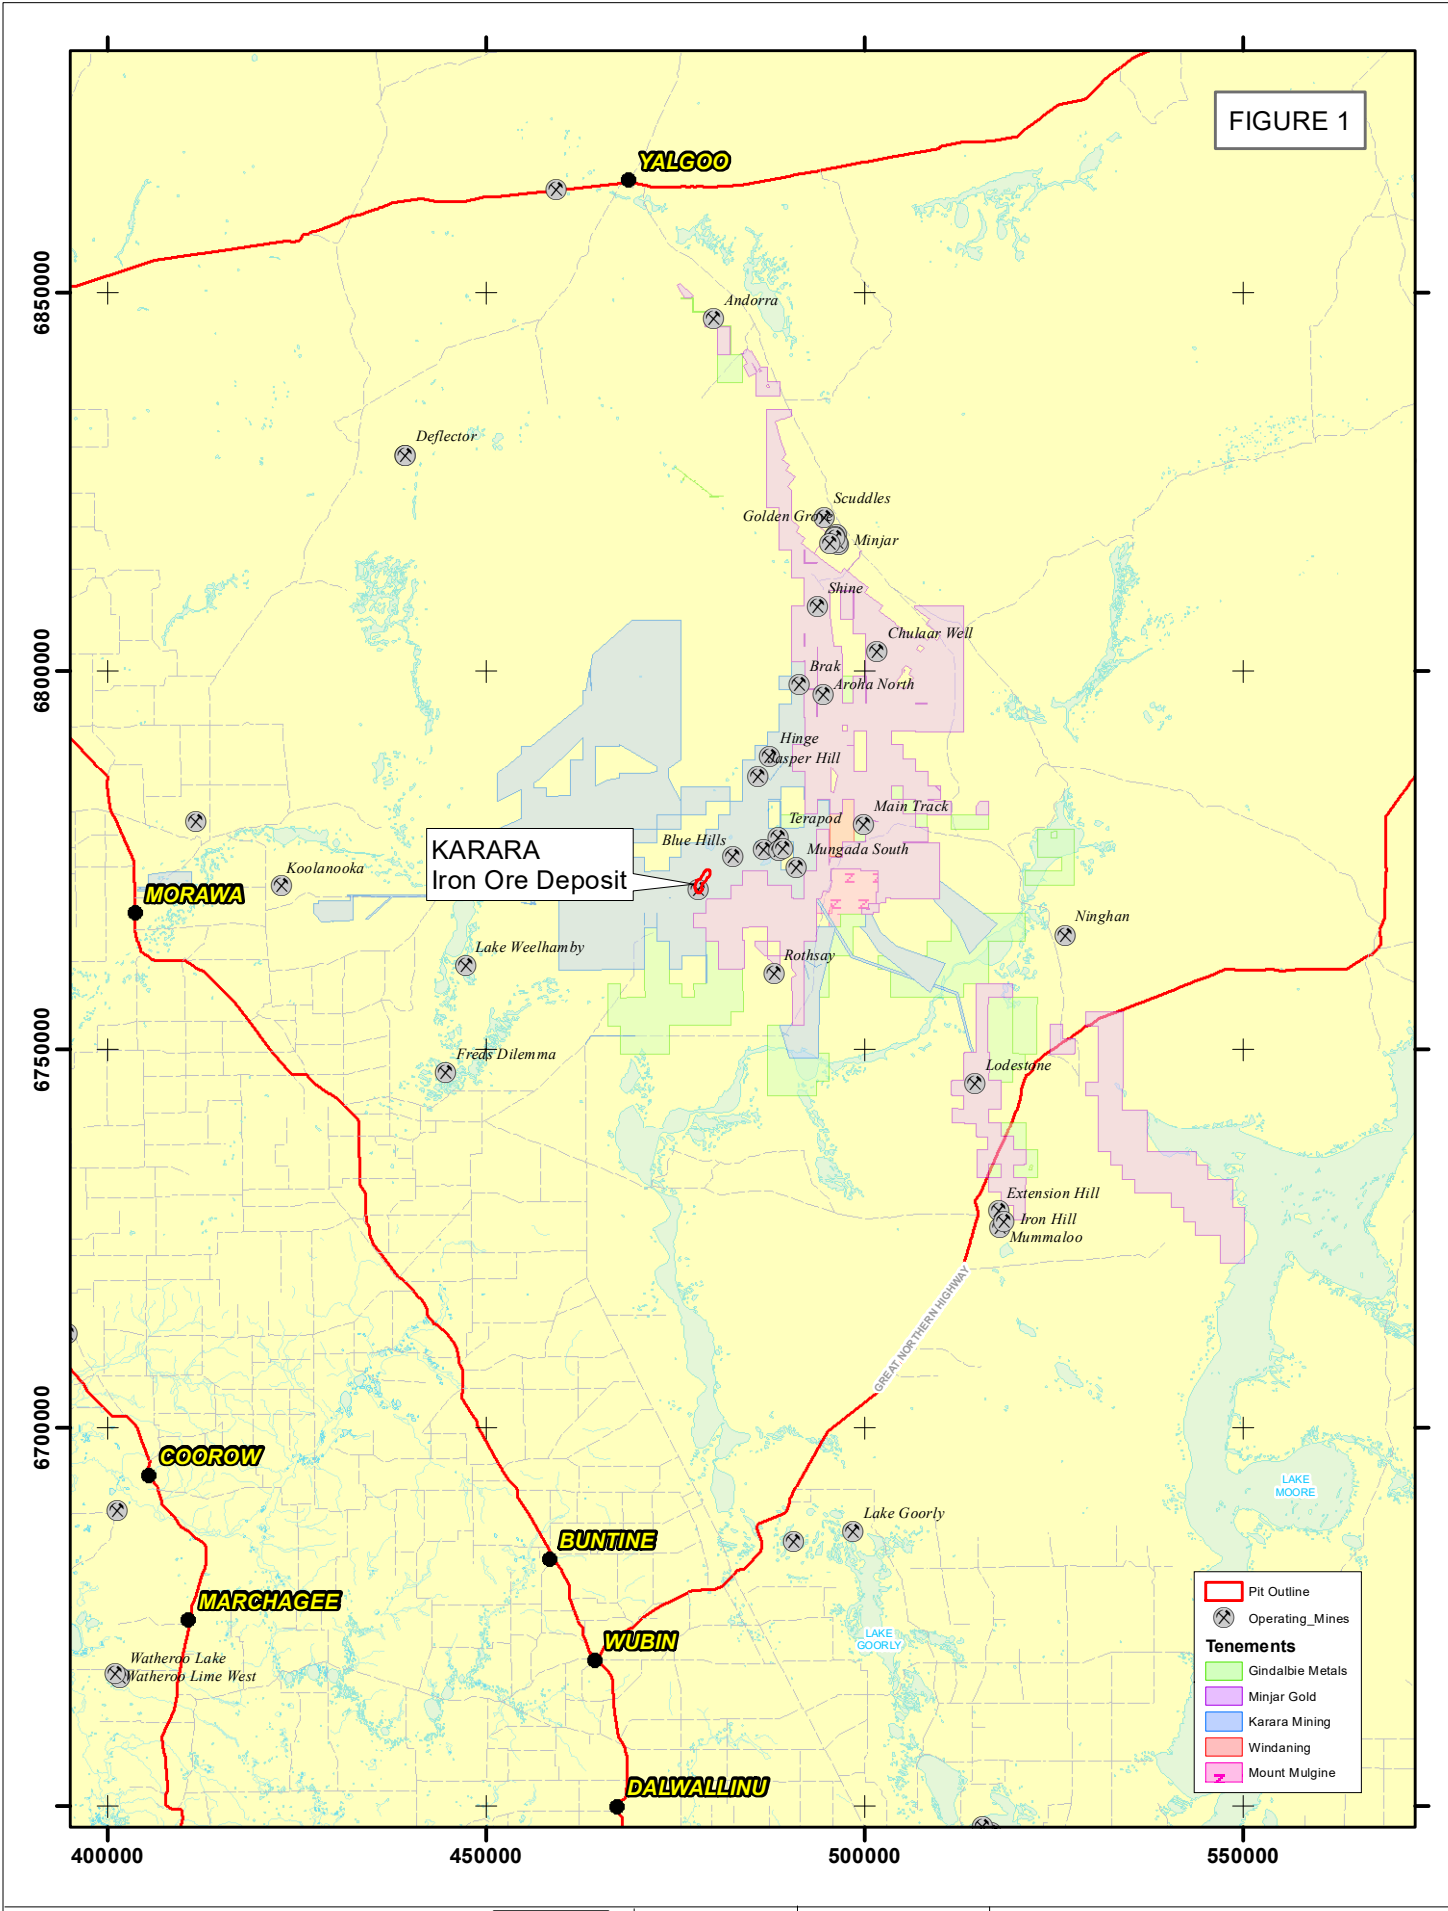 FIGURE 1
YALGOO
6850000
Andorra
Deflector
Scuddles
Golden Grove
Minjar
Shine
Chulaar Well
6800000
Brak
Aroha North
Hinge
Jasper Hill
Main Track
Terapod
KARARA
Iron Ore Deposit
Blue Hills
Mungada South
Koolanooka
MORAWA
Ninghan
Lake Weelhamby
Rothsay
6750000
Freds Dilemma
Lodestone
Extension Hill
Iron Hill
Mummaloo
GREAT NORTHERN HIGHWAY
6700000
COOROW
LAKE
MOORE
Lake Goorly
BUNTINE
MARCHAGEE
WUBIN
LAKE
GOORLY
Watheroo Lake
Watheroo Lime West
DALWALLINU
Pit Outline
Operating_Mines
Tenements
Gindalbie Metals
Minjar Gold
Karara Mining
Windaning
Mount Mulgine
400000
450000
500000
550000